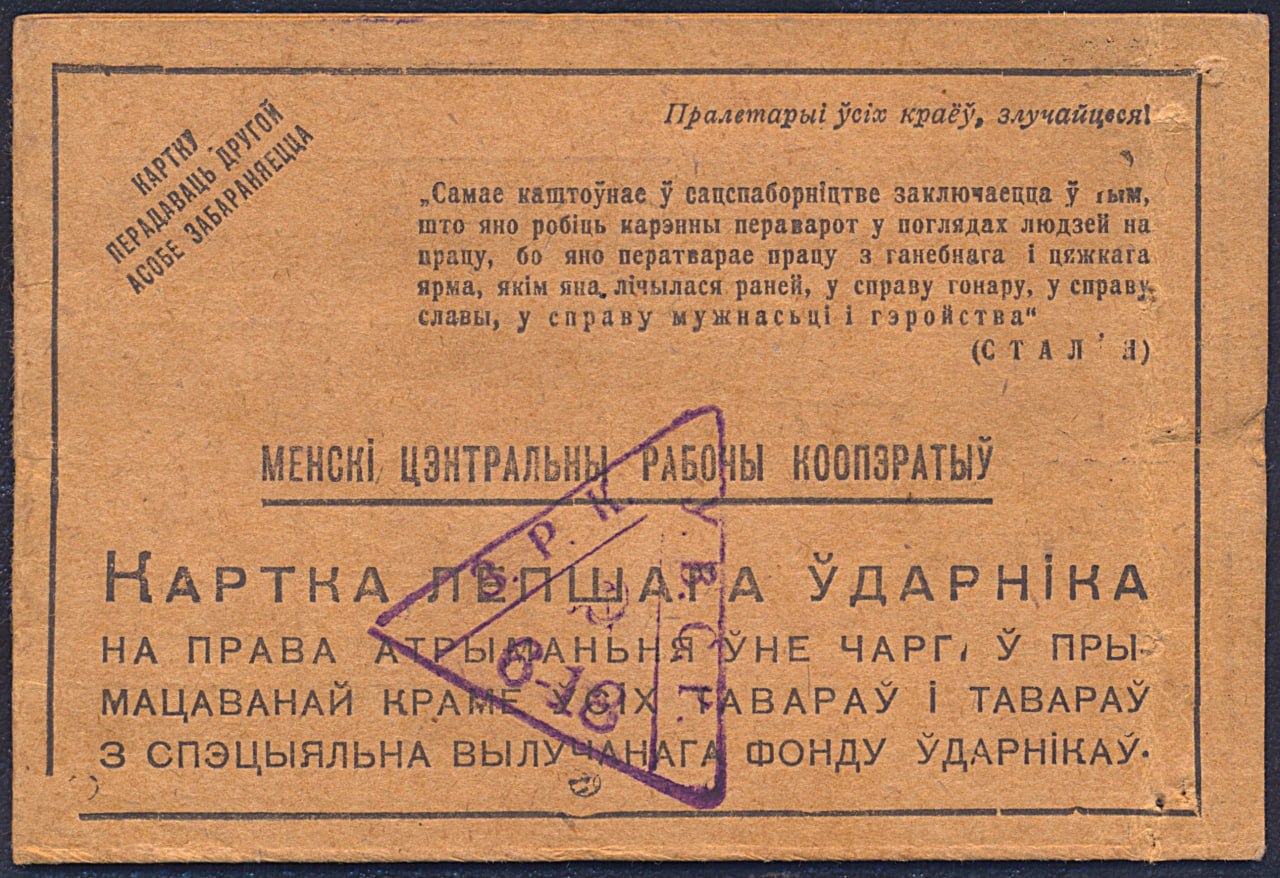 КАРТКУ
ПЕРАДАВАЦЬ ДРУГОЙ
АСОБЕ ЗАБАРАНЯЕЦЦА
Пралетарыі ўсіх краёў, злучайцеся!
„Самае каштоўнае ў сацспаборніцтве заключаецца ў тым,
што яно робіць карэнны пераварот у поглядах людзей на
працу, бо яно ператварае працу з ганебнага і цяжкага
ярма, якім яна лічылася раней, у справу гонару, у справу
славы, у справу мужнасьці і гэройства“
(СТАЛІН)
МЕНСКІ ЦЭНТРАЛЬНЫ РАБОЧЫ КООПЭРАТЫЎ
КАРТКА ЛЕПШАГА ЎДАРНІКА
НА ПРАВА АТРЫМАНЬНЯ ЎНЕ ЧАРГІ Ў ПРЫ-
МАЦАВАНАЙ КРАМЕ ЎСІХ ТАВАРАЎ І ТАВАРАЎ
З СПЭЦЫЯЛЬНА ВЫЛУЧАНАГА ФОНДУ ЎДАРНІКАЎ.
Р. К.
6-18